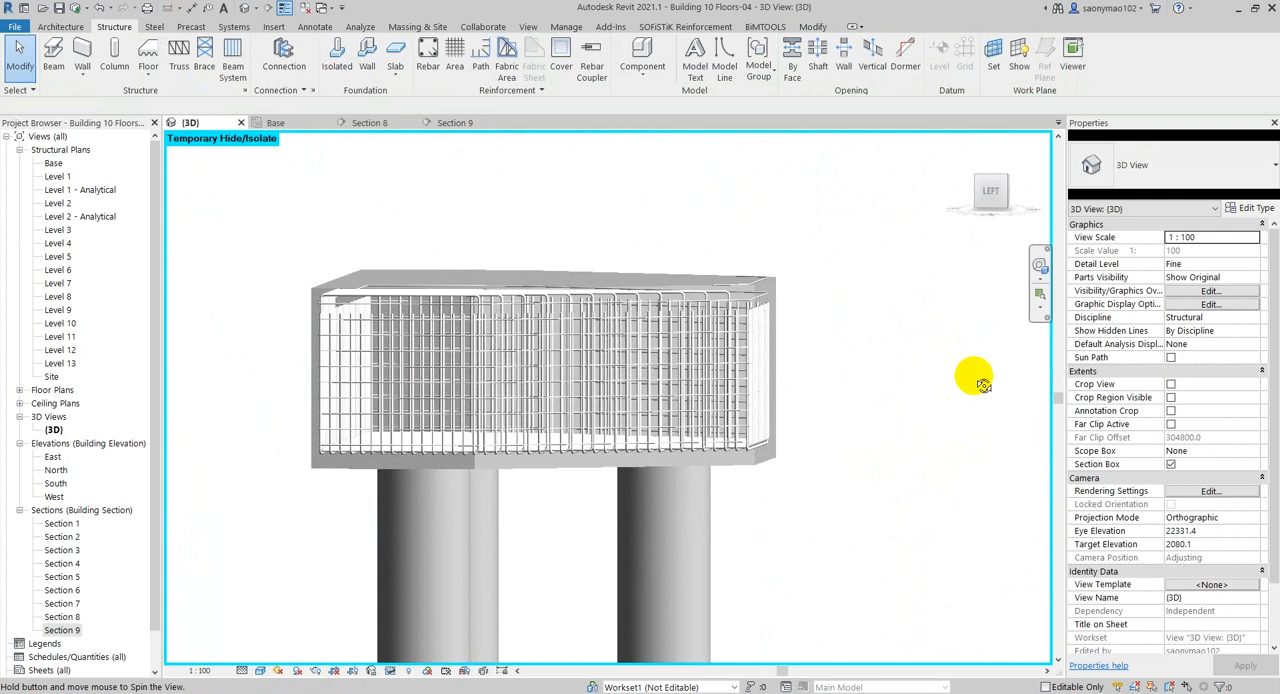 Autodesk Revit 2021.1 - Building 10 Floors-04 - 3D View: {3D}
saonymao102
File Architecture Structure Precast Systems Insert Annotate Analyze Massing & Site Collaborate View Manage Add-Ins SOFiSTiK Reinforcement BiMTOOLS Modify
Modify Beam Wall Column Floor Truss Brace Beam System Connection Isolated Wall Slab Rebar Area Path Fabric Area Fabric Sheet Cover Rebar Coupler Component Model Text Model Line Model Group By Face Shaft Wall Vertical Dormer Level Grid Set Show Ref Plane Viewer
Select Structure Connection Foundation Reinforcement Model Opening Datum Work Plane
Project Browser - Building 10 Floors...
{3D} Base Section 8 Section 9
Properties
Temporary Hide/Isolate
LEFT
Views (all)
Structural Plans
Base
Level 1
Level 1 - Analytical
Level 2
Level 2 - Analytical
Level 3
Level 4
Level 5
Level 6
Level 7
Level 8
Level 9
Level 10
Level 11
Level 12
Level 13
Site
Floor Plans
Ceiling Plans
3D Views
{3D}
Elevations (Building Elevation)
East
North
South
West
Sections (Building Section)
Section 1
Section 2
Section 3
Section 4
Section 5
Section 6
Section 7
Section 8
Section 9
Legends
Schedules/Quantities (all)
Sheets (all)
3D View
3D View: {3D} Edit Type
Graphics
View Scale 1 : 100
Scale Value 1: 100
Detail Level Fine
Parts Visibility Show Original
Visibility/Graphics Ov... Edit...
Graphic Display Optio... Edit...
Discipline Structural
Show Hidden Lines By Discipline
Default Analysis Displ... None
Sun Path
Extents
Crop View
Crop Region Visible
Annotation Crop
Far Clip Active
Far Clip Offset 304800.0
Scope Box None
Section Box
Camera
Rendering Settings Edit...
Locked Orientation
Projection Mode Orthographic
Eye Elevation 22331.4
Target Elevation 2080.1
Camera Position Adjusting
Identity Data
View Template <None>
View Name {3D}
Dependency Independent
Title on Sheet
Workset View "3D View: {3D}"
Edited by saonymao102
Properties help Apply
1 : 100
Hold button and move mouse to Spin the View.
Workset1 (Not Editable) :0 Main Model Editable Only :0